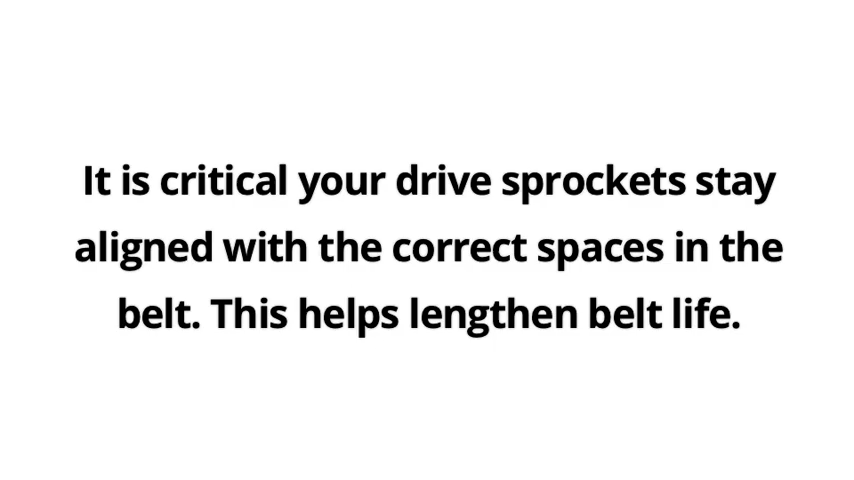 It is critical your drive sprockets stay
aligned with the correct spaces in the
belt. This helps lengthen belt life.